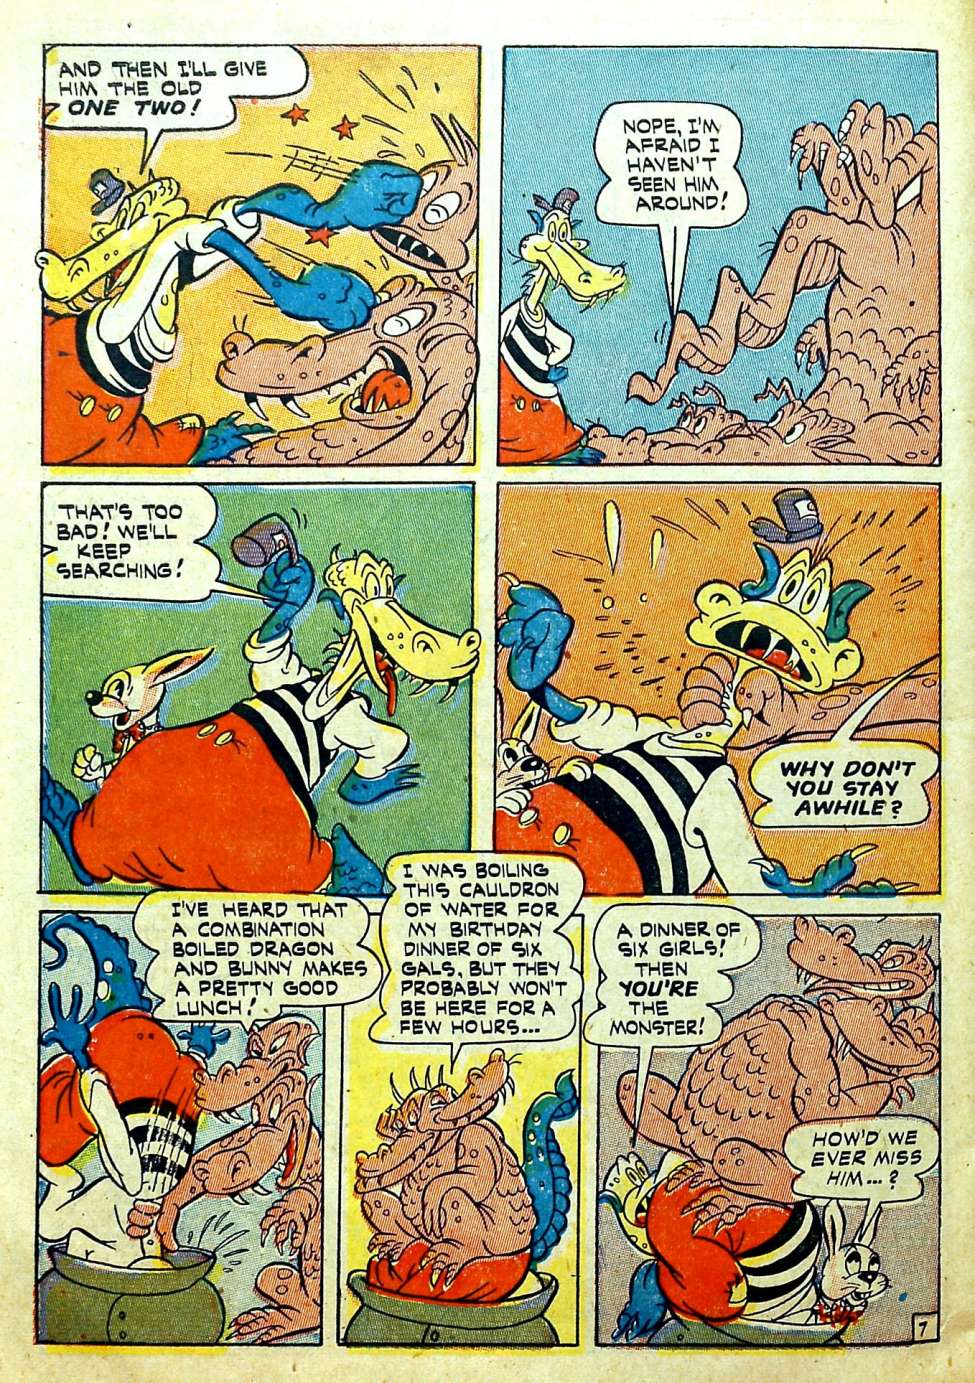 AND THEN I'LL GIVE
HIM THE OLD
ONE TWO!
NOPE, I'M
AFRAID I
HAVEN'T
SEEN HIM
AROUND!
THAT'S TOO
BAD! WE'LL
KEEP
SEARCHING!
WHY DON'T
YOU STAY
AWHILE?
I'VE HEARD THAT
A COMBINATION
BOILED DRAGON
AND BUNNY MAKES
A PRETTY GOOD
LUNCH!
I WAS BOILING
THIS CAULDRON
OF WATER FOR
MY BIRTHDAY
DINNER OF SIX
GALS, BUT THEY
PROBABLY WON'T
BE HERE FOR A
FEW HOURS...
A DINNER OF
SIX GIRLS!
THEN
YOU'RE
THE
MONSTER!
HOW'D WE
EVER MISS
HIM...?
7